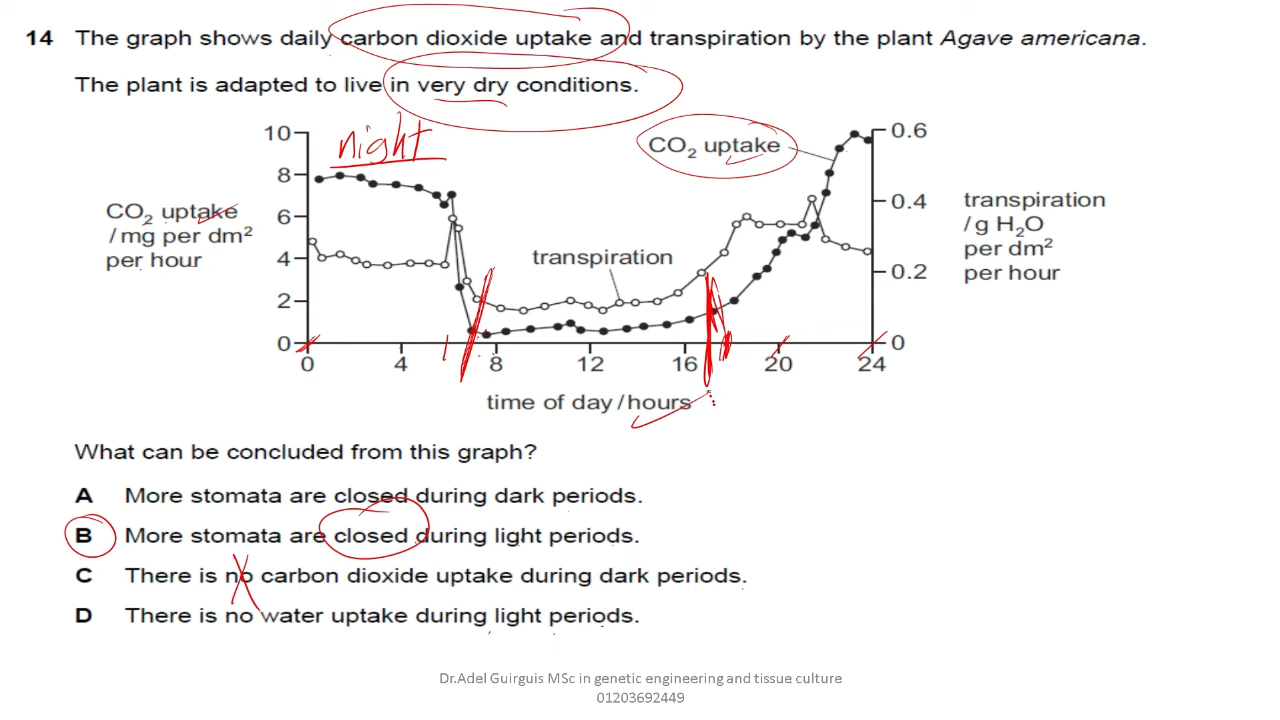 14 The graph shows daily carbon dioxide uptake and transpiration by the plant Agave americana.
The plant is adapted to live in very dry conditions.
night
CO2 uptake
/mg per dm²
per hour
10
8
6
4
2
0
CO2 uptake
transpiration
0.6
0.4
0.2
0
transpiration
/g H2O
per dm²
per hour
0 4 8 12 16 20 24
time of day/hours
What can be concluded from this graph?
A More stomata are closed during dark periods.
B More stomata are closed during light periods.
C There is no carbon dioxide uptake during dark periods.
D There is no water uptake during light periods.
Dr.Adel Guirguis MSc in genetic engineering and tissue culture
01203692449